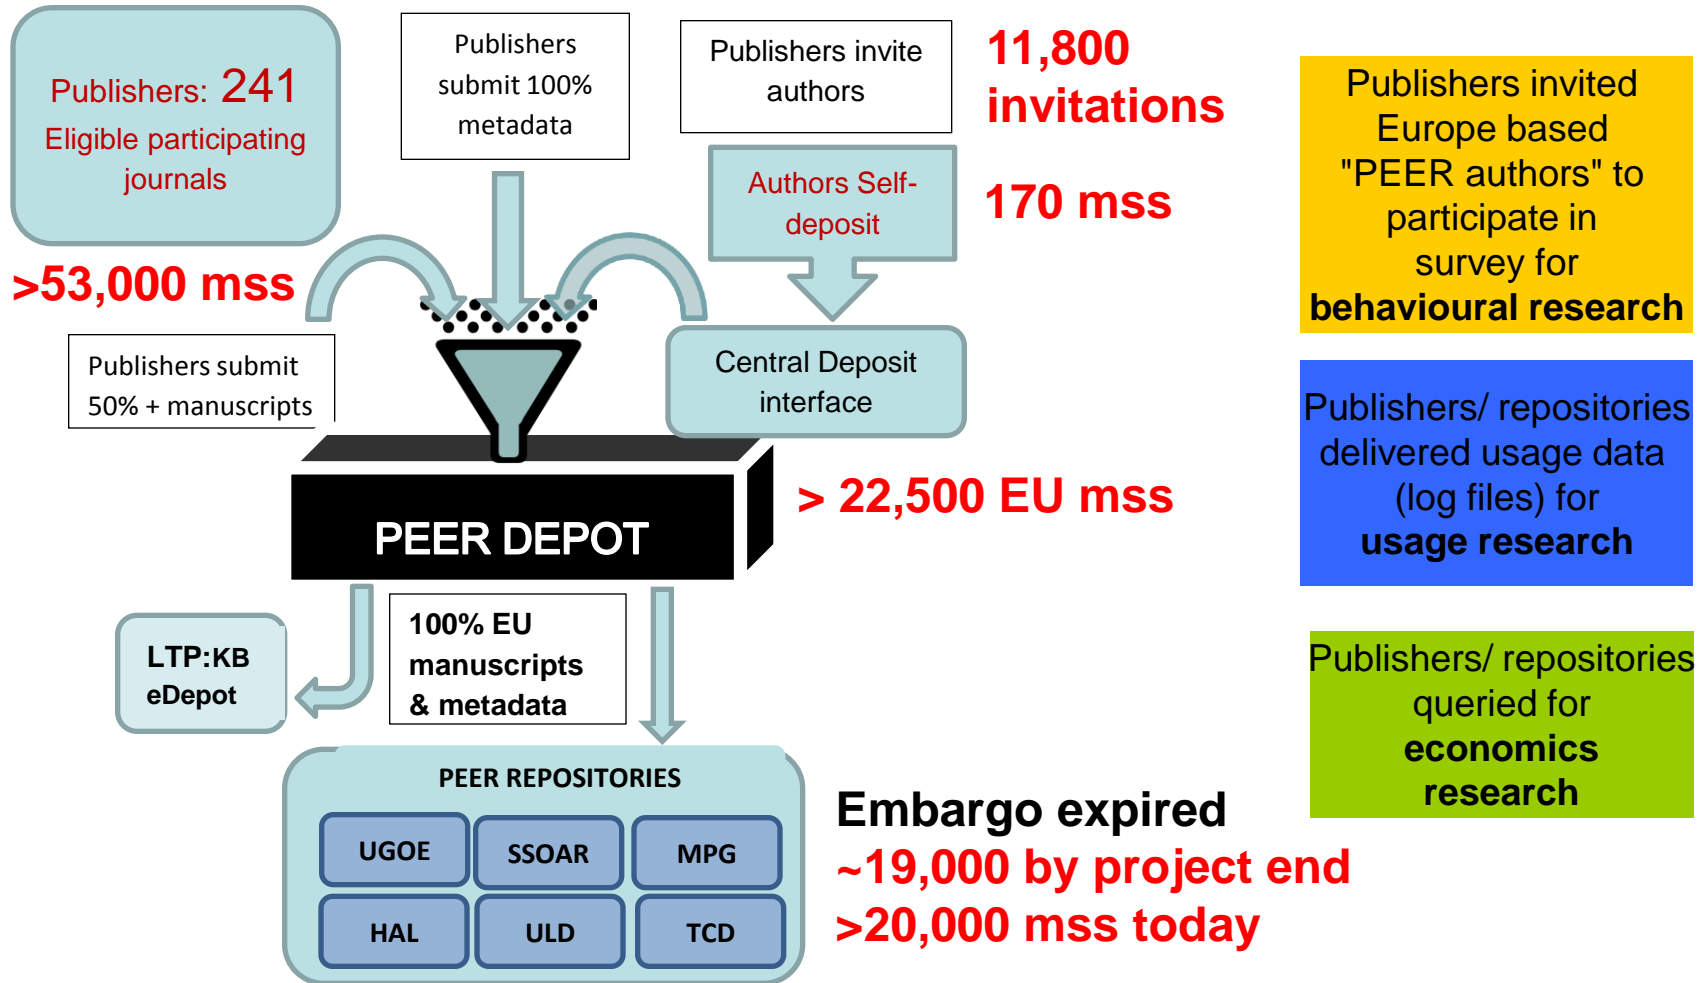 Publishers: 241
Eligible participating
journals
>53,000 mss
Publishers submit
50% + manuscripts
Publishers
submit 100%
metadata
Publishers invite
authors
11,800
invitations
Authors Self-
deposit
170 mss
Central Deposit
interface
PEER DEPOT
> 22,500 EU mss
LTP:KB
eDepot
100% EU
manuscripts
& metadata
PEER REPOSITORIES
UGOE
SSOAR
MPG
HAL
ULD
TCD
Embargo expired
~19,000 by project end
>20,000 mss today
Publishers invited
Europe based
"PEER authors" to
participate in
survey for
behavioural research
Publishers/ repositories
delivered usage data
(log files) for
usage research
Publishers/ repositories
queried for
economics
research